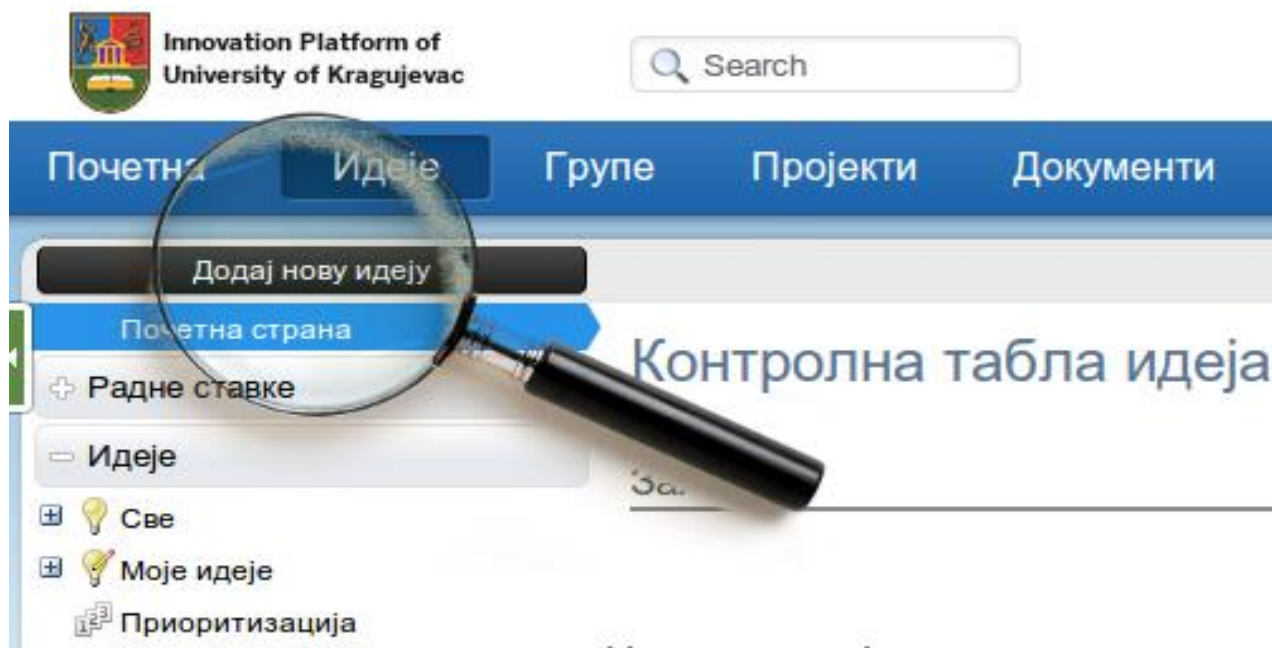 Innovation Platform of
University of Kragujevac
Search
Почетна Идеје Групе Пројекти Документи
Додај нову идеју
Почетна страна
Контролна табла идеја
Радне ставке
Идеје
Све
Моје идеје
123 Приоритизација